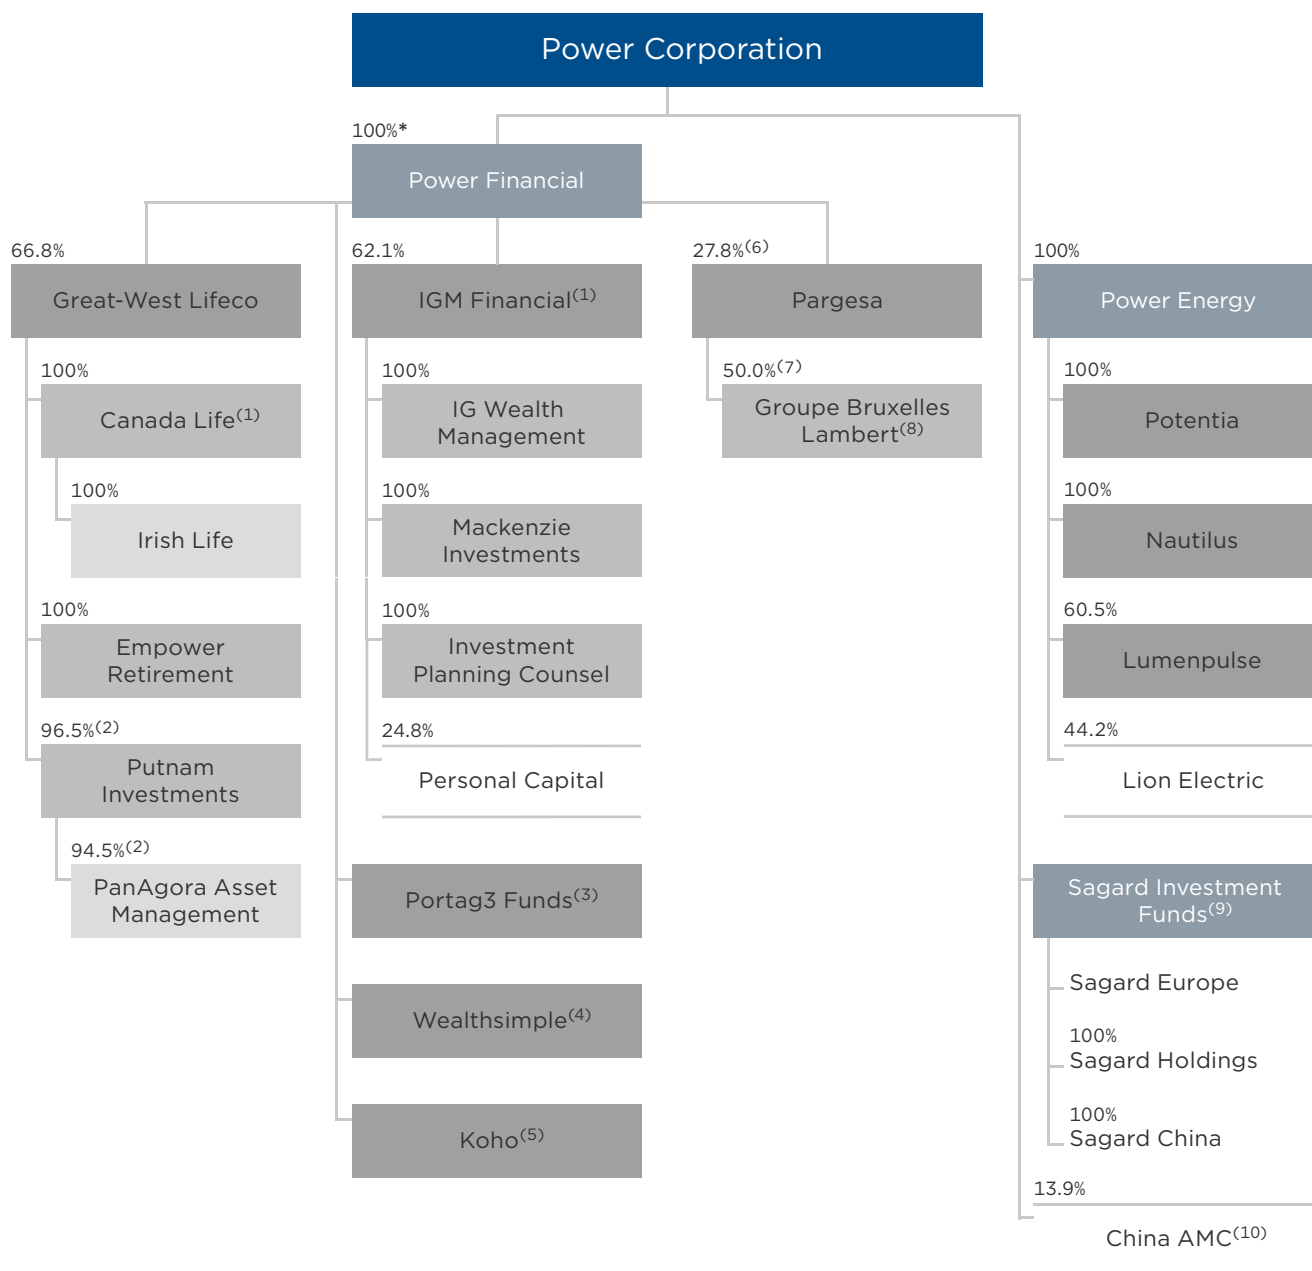 Power Corporation
100%*
Power Financial
66.8%
Great-West Lifeco
100%
Canada Life(1)
100%
Irish Life
100%
Empower
Retirement
96.5%(2)
Putnam
Investments
94.5%(2)
PanAgora Asset
Management
62.1%
IGM Financial(1)
100%
IG Wealth
Management
100%
Mackenzie
Investments
100%
Investment
Planning Counsel
24.8%
Personal Capital
Portag3 Funds(3)
Wealthsimple(4)
Koho(5)
27.8%(6)
Pargesa
50.0%(7)
Groupe Bruxelles
Lambert(8)
100%
Power Energy
100%
Potentia
100%
Nautilus
60.5%
Lumenpulse
44.2%
Lion Electric
Sagard Investment
Funds(9)
Sagard Europe
100%
Sagard Holdings
100%
Sagard China
13.9%
China AMC(10)